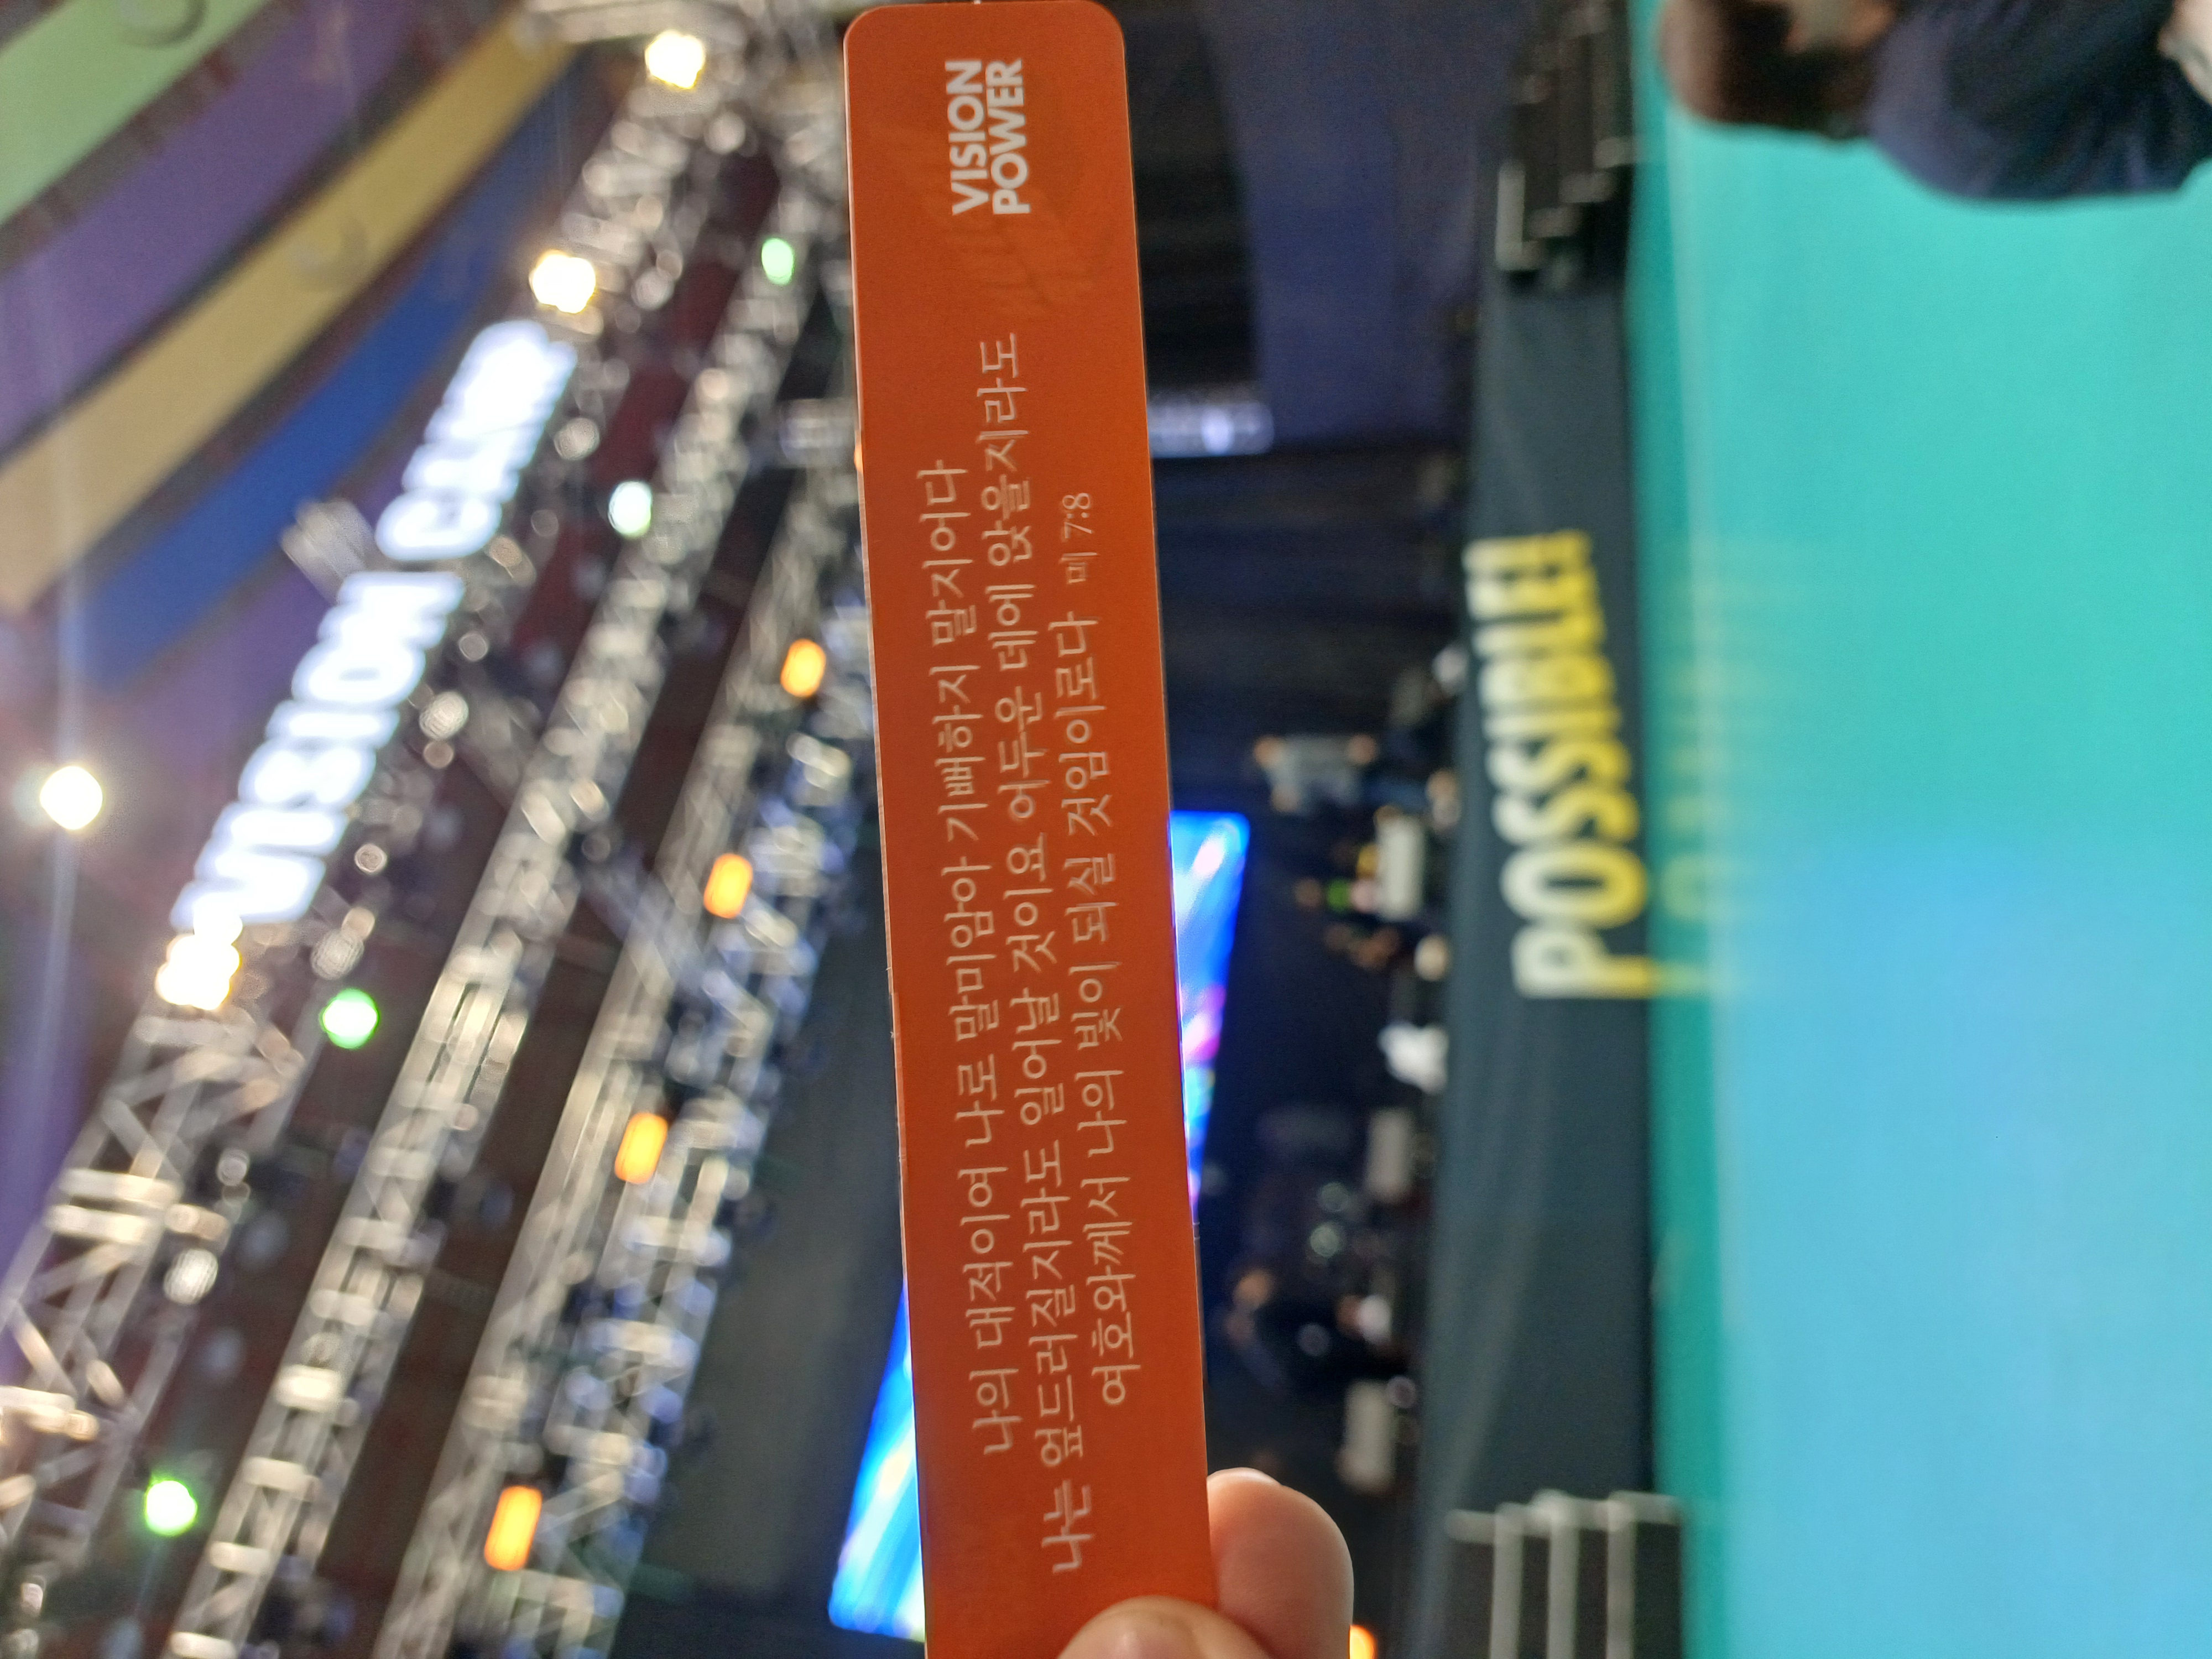 나의 대적이여 나로 말미암아 기뻐하지 말지어다
나는 엎드러질지라도 일어날 것이요 어두운 데에 앉을지라도
여호와께서 나의 빛이 되실 것임이로다 미 7:8
VISION
POWER
VISION CAMP
POSSIBLE!